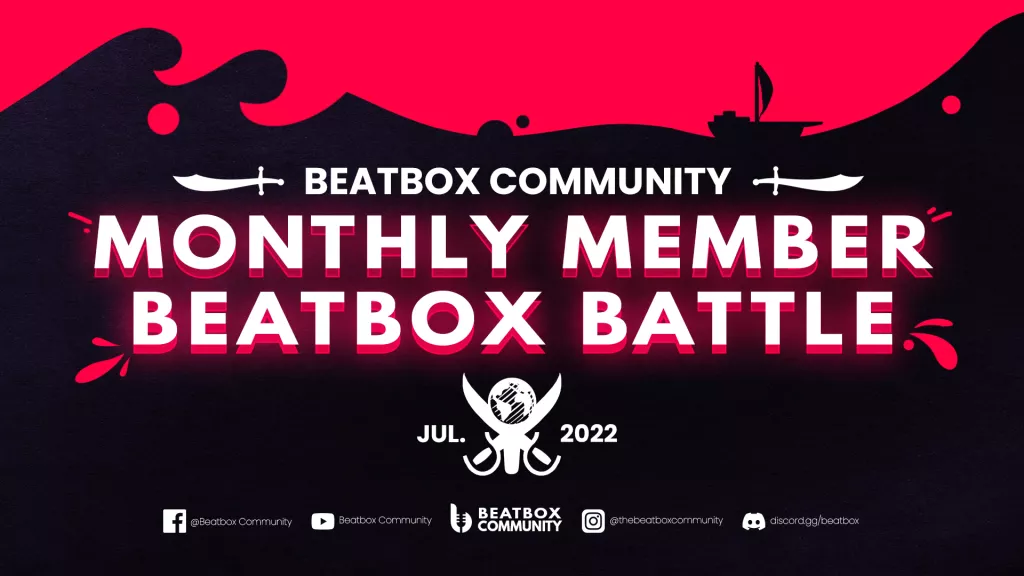 BEATBOX COMMUNITY
MONTHLY MEMBER
BEATBOX BATTLE
JUL. 2022
@Beatbox Community
Beatbox Community
BEATBOX
COMMUNITY
@thebeatboxcommunity
discord.gg/beatbox